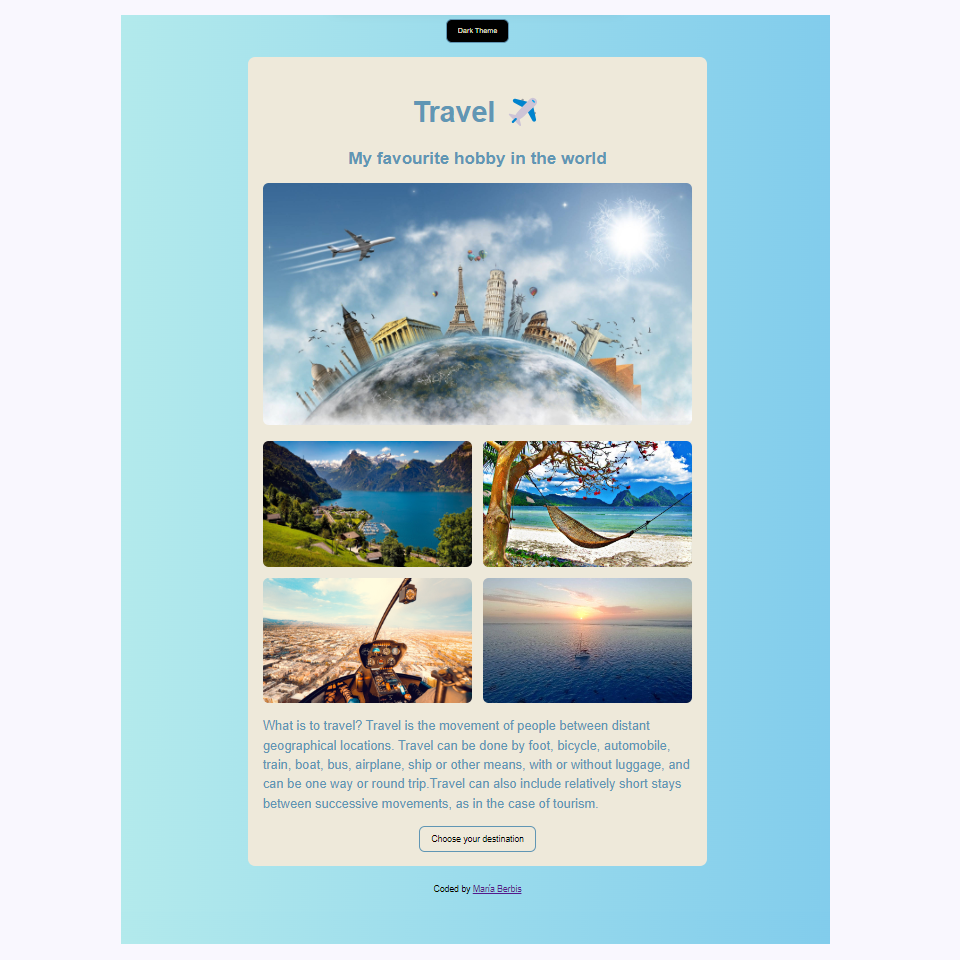 Dark Theme
Travel ✈️
My favourite hobby in the world
What is to travel? Travel is the movement of people between distant
geographical locations. Travel can be done by foot, bicycle, automobile,
train, boat, bus, airplane, ship or other means, with or without luggage, and
can be one way or round trip.Travel can also include relatively short stays
between successive movements, as in the case of tourism.
Choose your destination
Coded by María Berbis